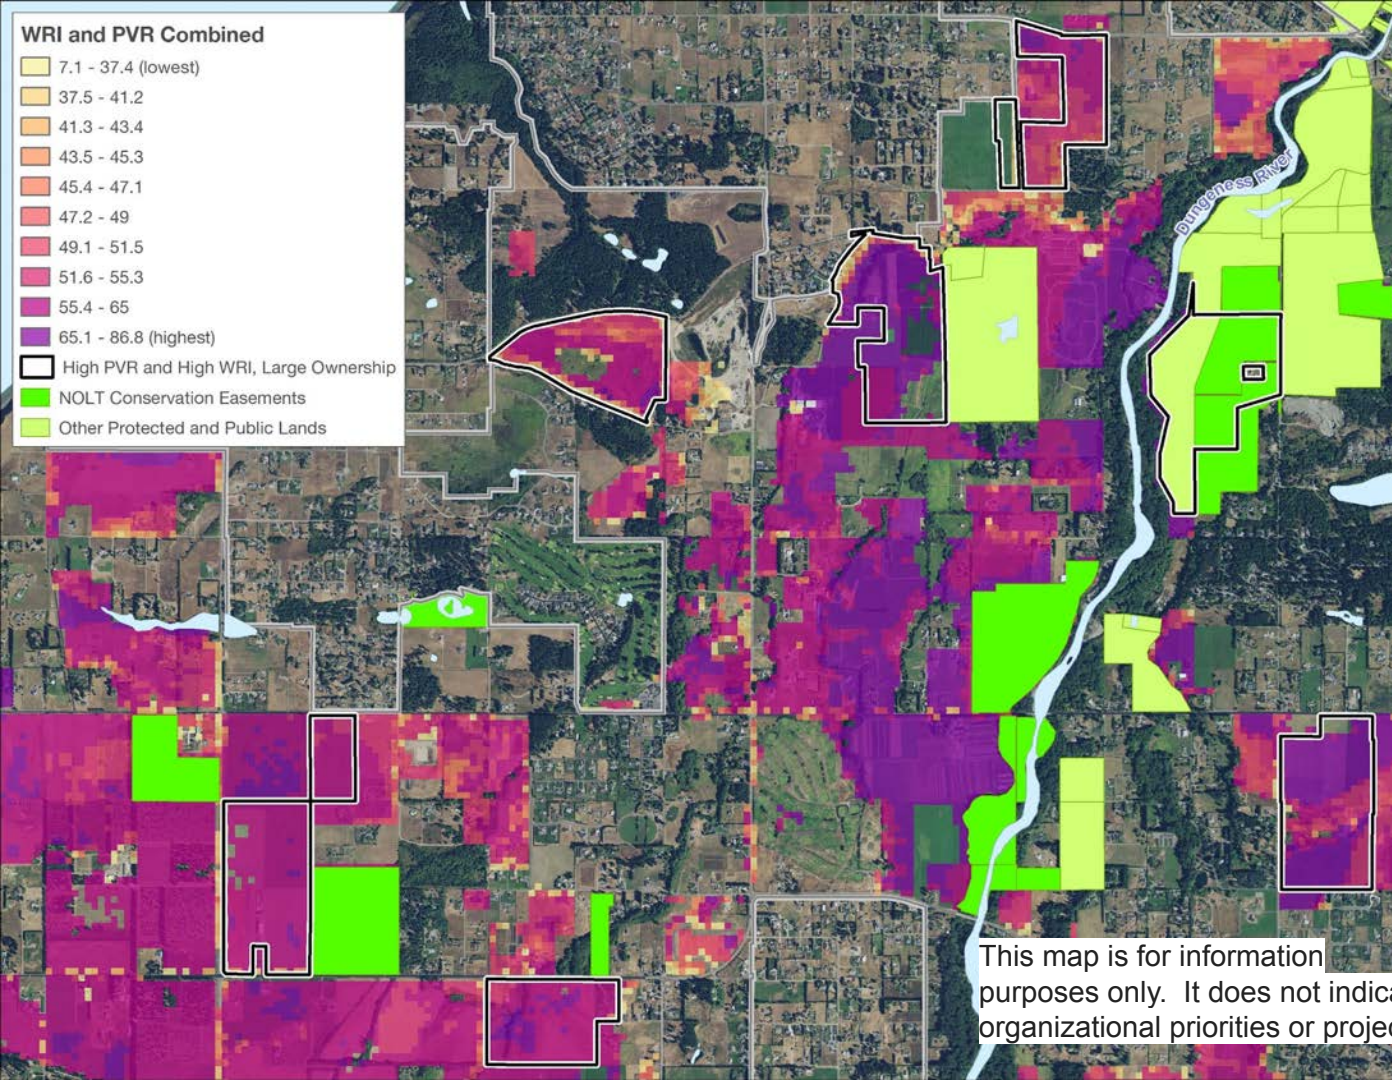 WRI and PVR Combined
7.1 - 37.4 (lowest)
37.5 - 41.2
41.3 - 43.4
43.5 - 45.3
45.4 - 47.1
47.2 - 49
49.1 - 51.5
51.6 - 55.3
55.4 - 65
65.1 - 86.8 (highest)
High PVR and High WRI, Large Ownership
NOLT Conservation Easements
Other Protected and Public Lands
Dungeness River
This map is for information
purposes only. It does not indica
organizational priorities or projec